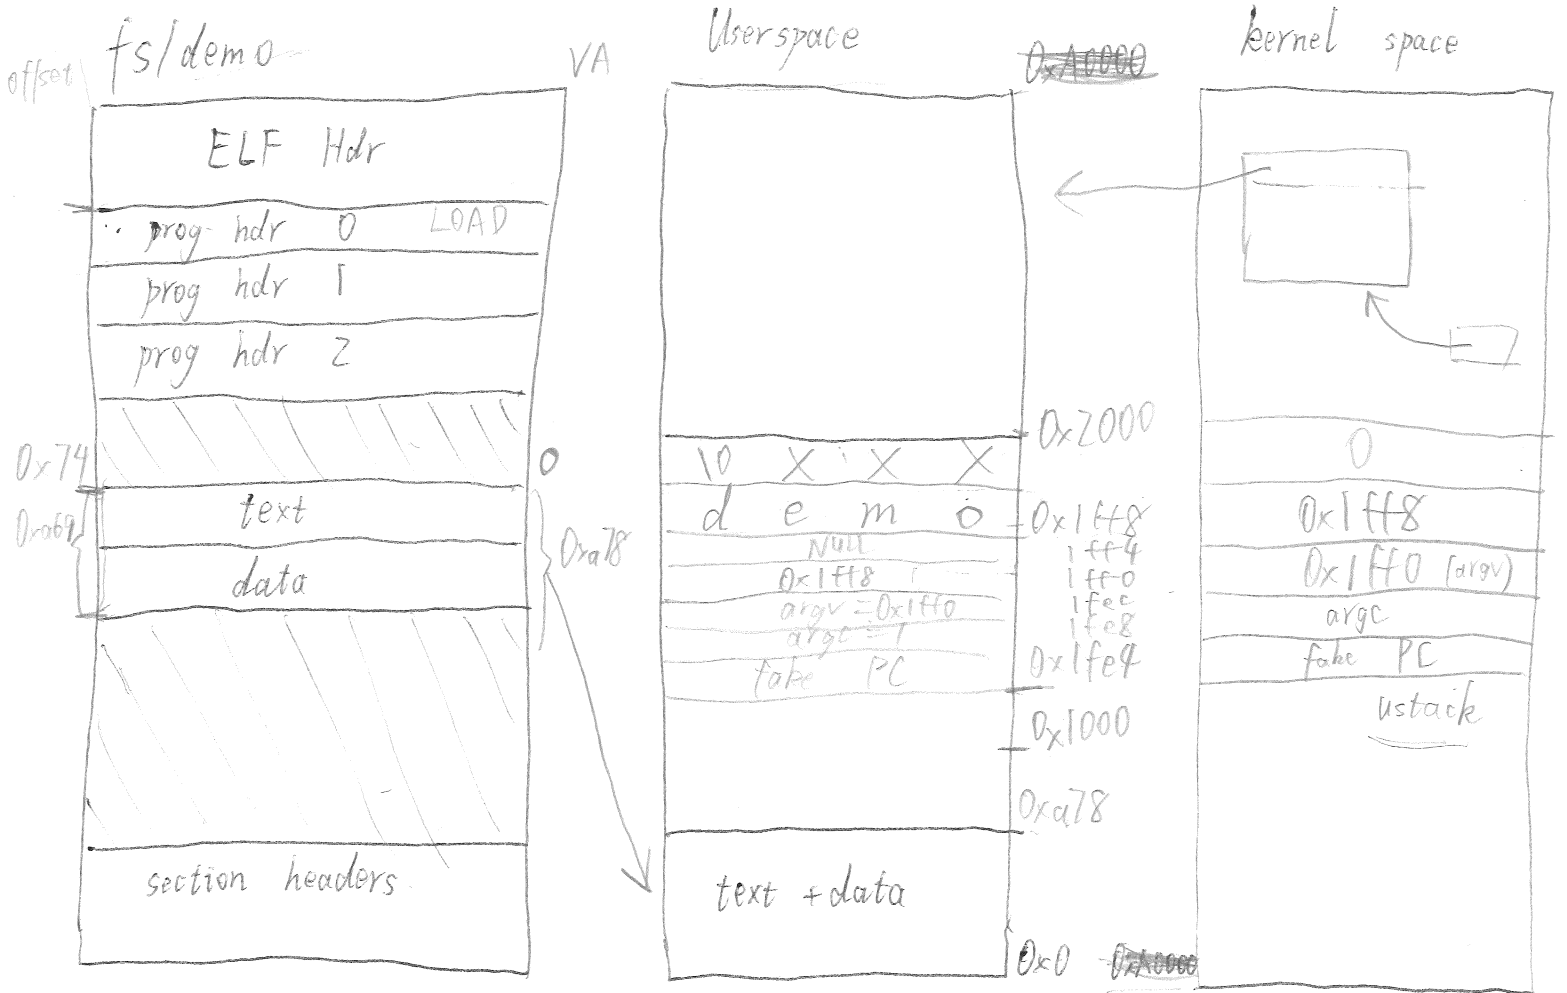 offset
fs/demo
VA
ELF Hdr
prog hdr 0 LOAD
prog hdr 1
prog hdr 2
0x74
0
text
data
0xa78
section headers
Userspace
0xA0000
0x2000
\0 X X X
d e m o
0x1ff8
Null
1ff4
0x1ff8
1ff0
argv = 0x1ff0
1fec
argc = 1
1fe8
fake PC
0x1fe4
0x1000
0xa78
text + data
0x0
0xA0000
kernel space
0
0x1ff8
0x1ff0 (argv)
argc
fake PC
ustack